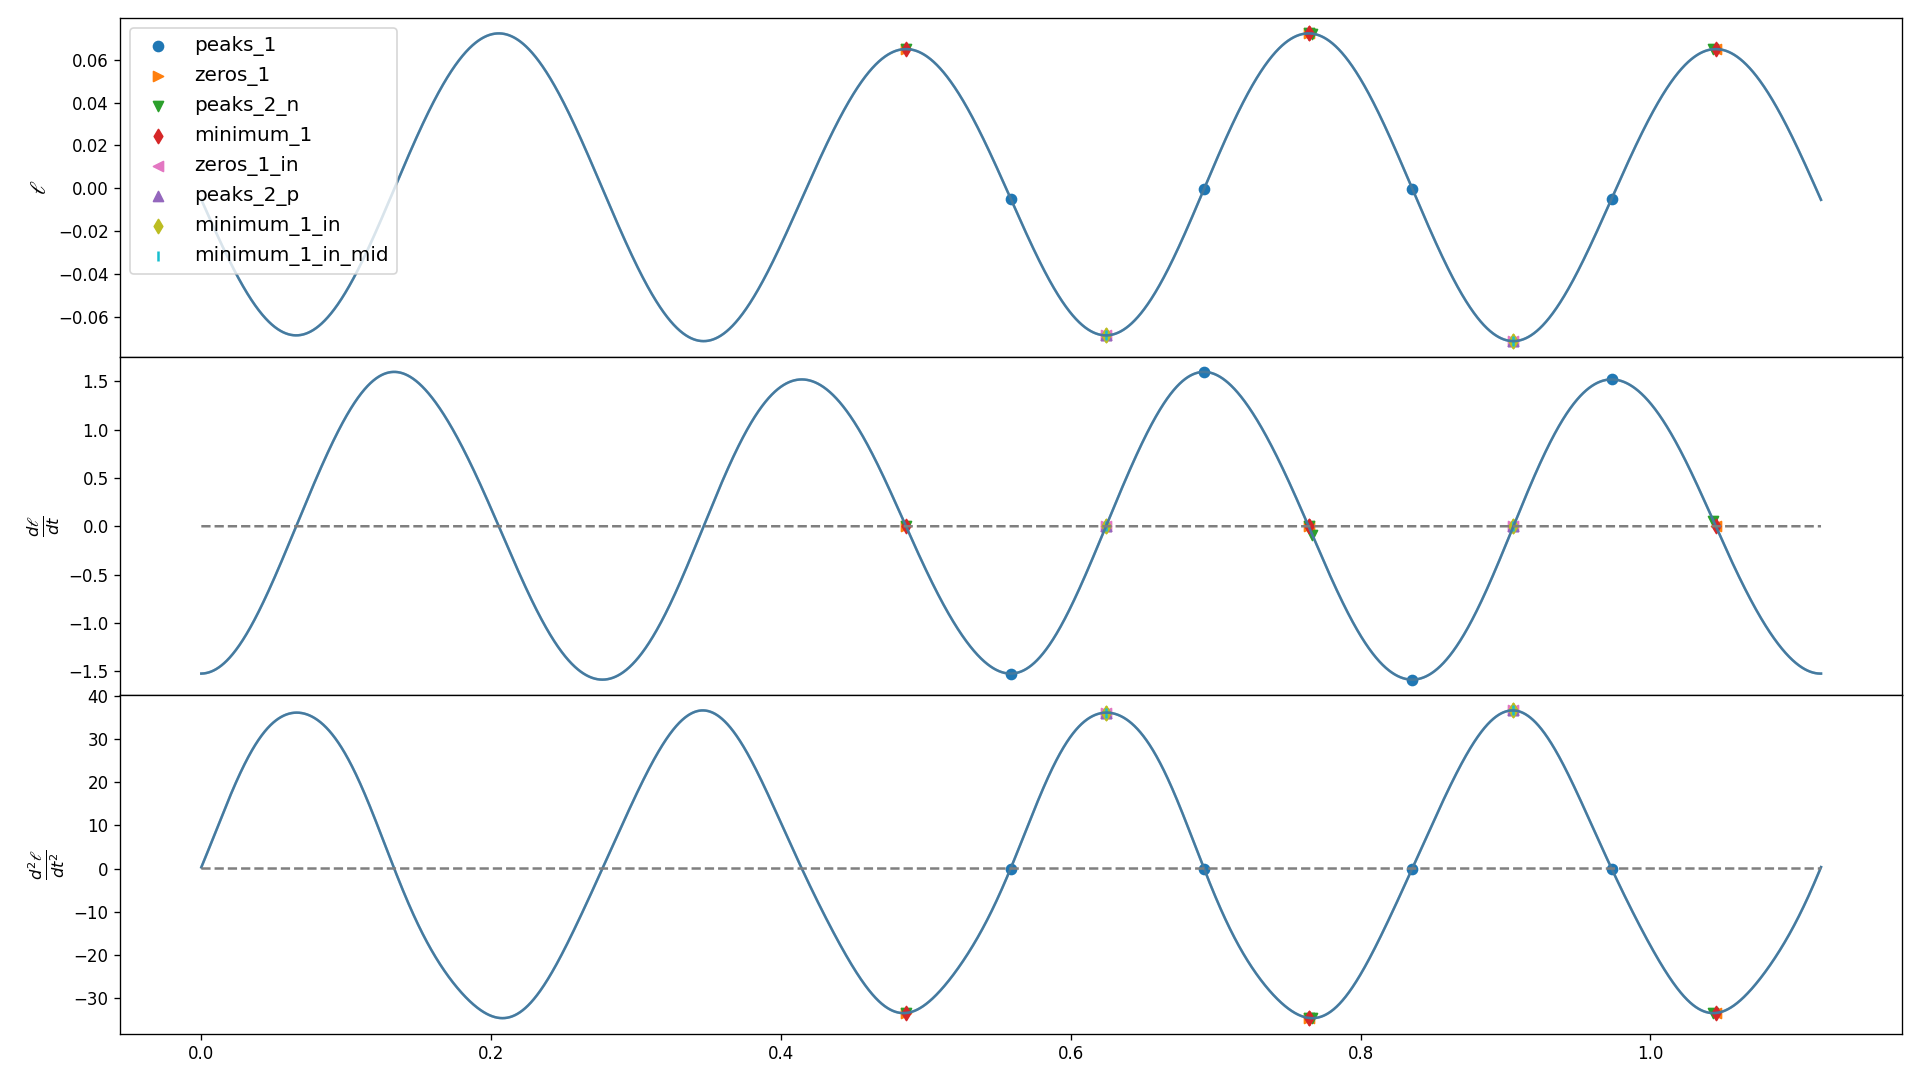 peaks_1
zeros_1
peaks_2_n
minimum_1
zeros_1_in
peaks_2_p
minimum_1_in
minimum_1_in_mid
0.06
0.04
0.02
0.00
−0.02
−0.04
−0.06
ℓ
1.5
1.0
0.5
0.0
−0.5
−1.0
−1.5
dℓ/dt
40
30
20
10
0
−10
−20
−30
d²ℓ/dt²
0.0 0.2 0.4 0.6 0.8 1.0